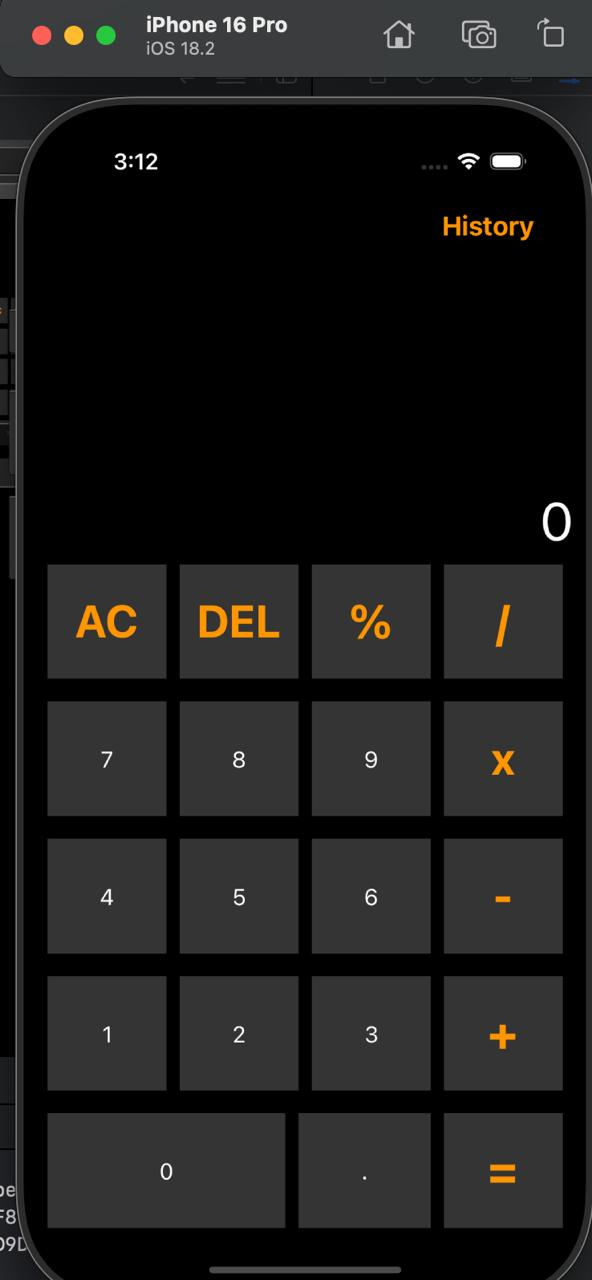 iPhone 16 Pro
iOS 18.2
3:12
History
0
AC DEL % /
7 8 9 x
4 5 6 -
1 2 3 +
0 . =